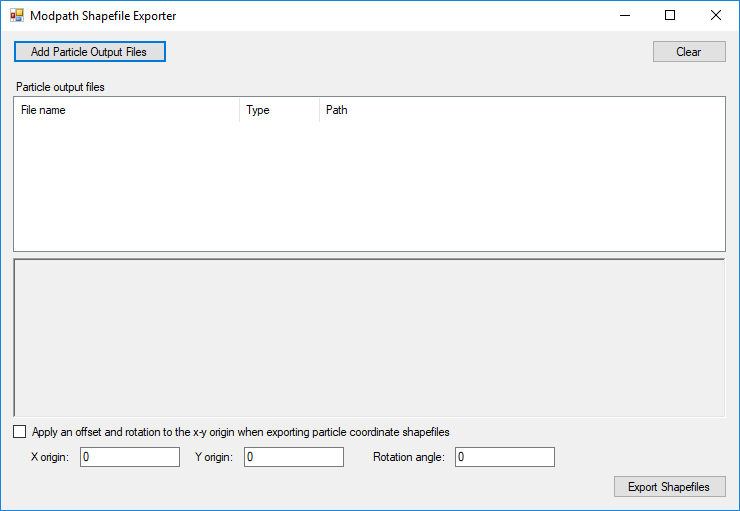 Modpath Shapefile Exporter
Add Particle Output Files
Clear
Particle output files
File name Type Path
Apply an offset and rotation to the x-y origin when exporting particle coordinate shapefiles
X origin: 0 Y origin: 0 Rotation angle: 0
Export Shapefiles